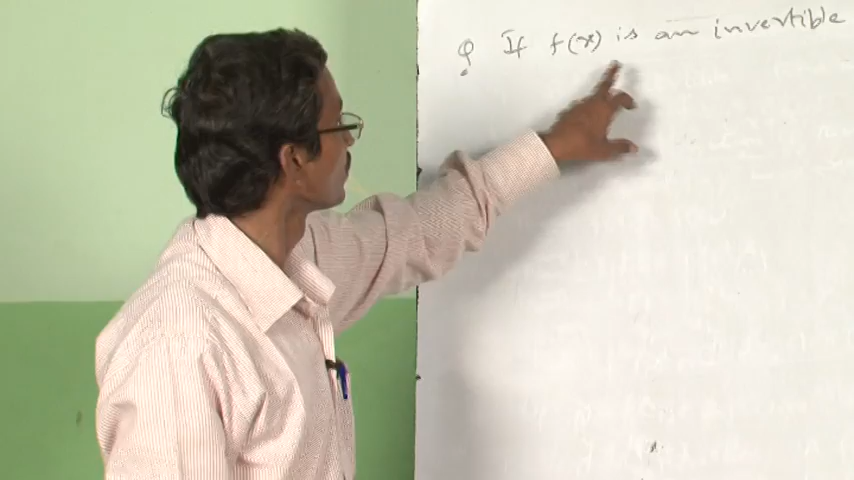 Q. If f(x) is an invertible